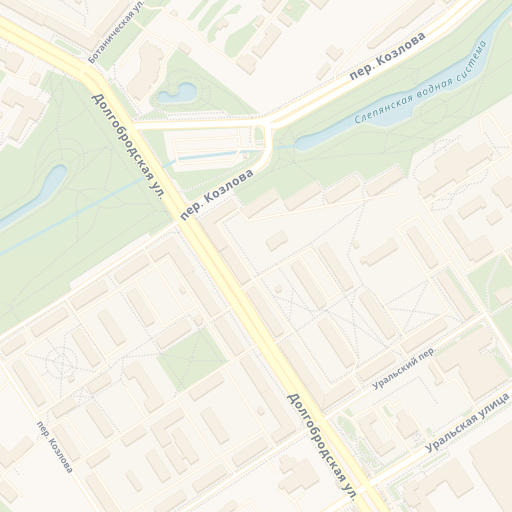 Ботаническая ул.
пер. Козлова
Слепянская водная система
Долгобродская ул.
пер. Козлова
Уральский пер.
Долгобродская ул.
Уральская улица
пер. Козлова